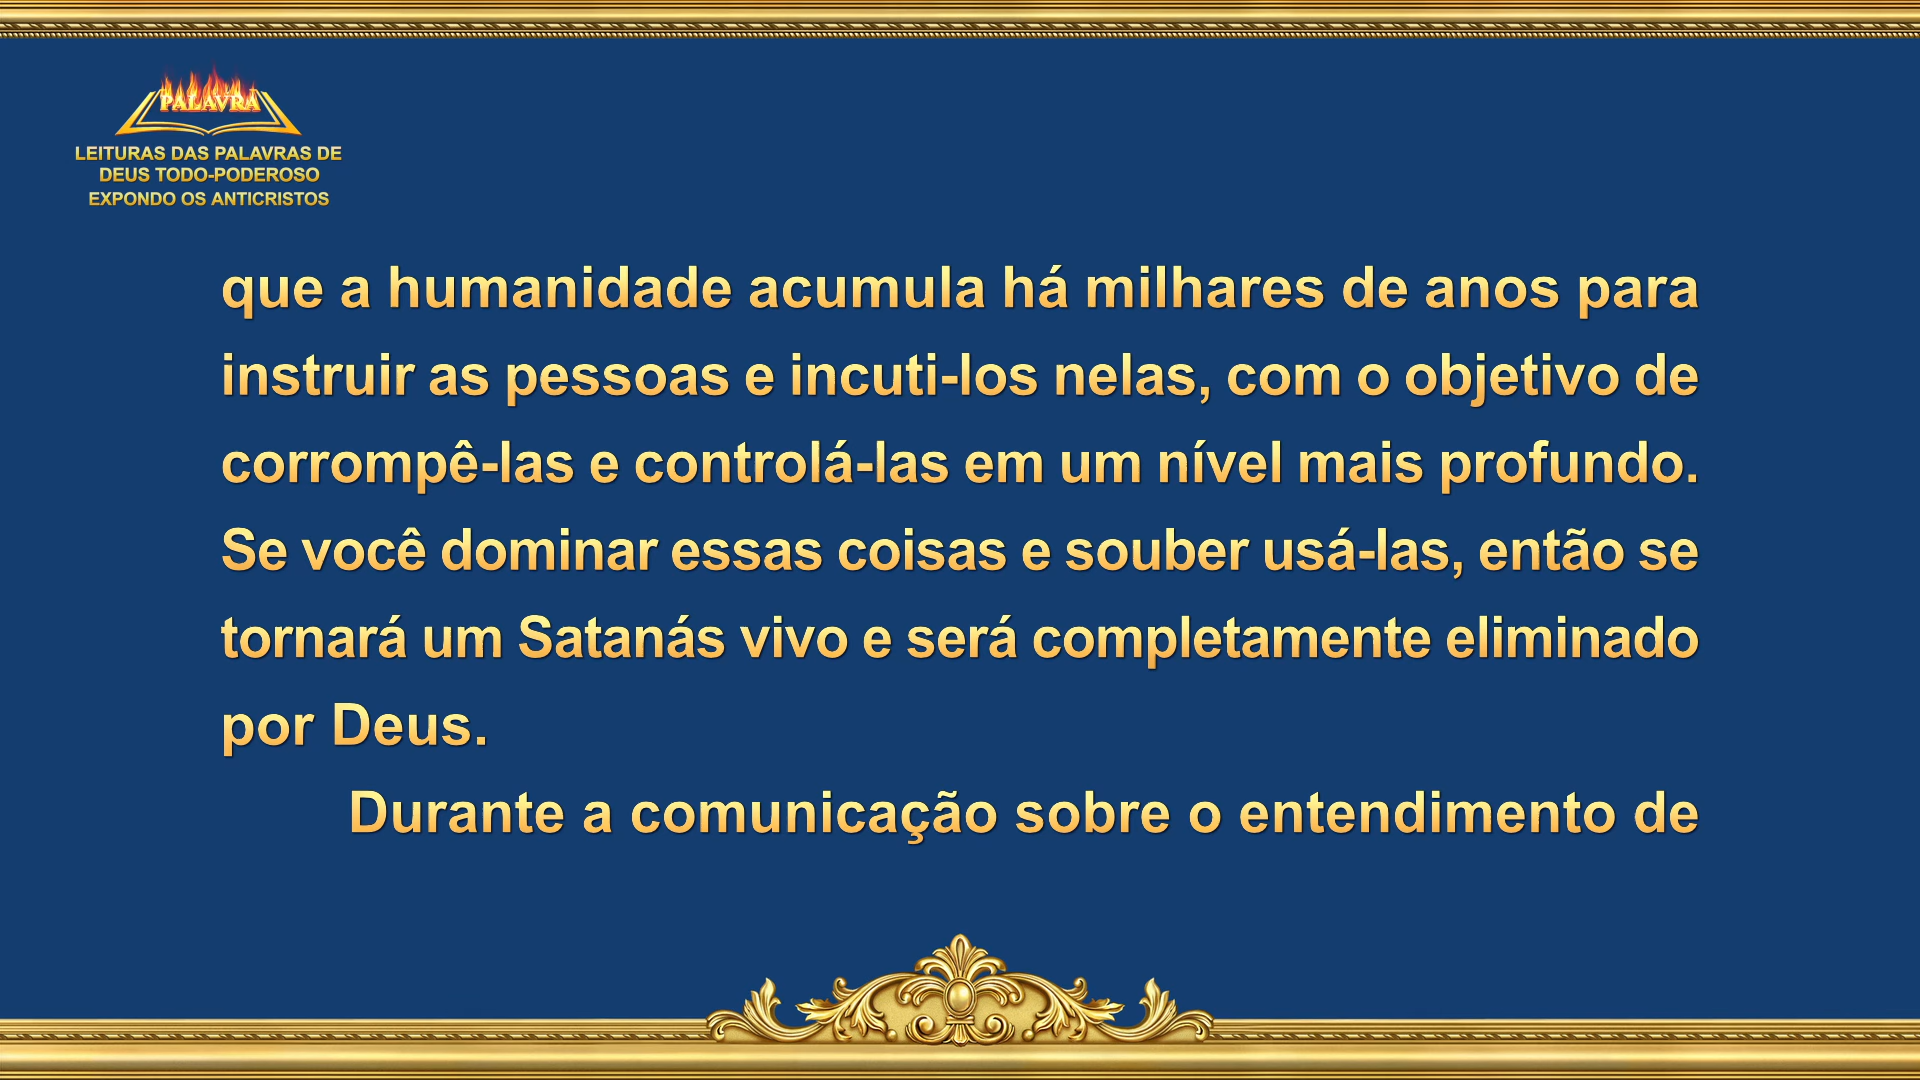 PALAVRA
LEITURAS DAS PALAVRAS DE
DEUS TODO-PODEROSO
EXPONDO OS ANTICRISTOS
que a humanidade acumula há milhares de anos para
instruir as pessoas e incuti-los nelas, com o objetivo de
corrompê-las e controlá-las em um nível mais profundo.
Se você dominar essas coisas e souber usá-las, então se
tornará um Satanás vivo e será completamente eliminado
por Deus.
Durante a comunicação sobre o entendimento de